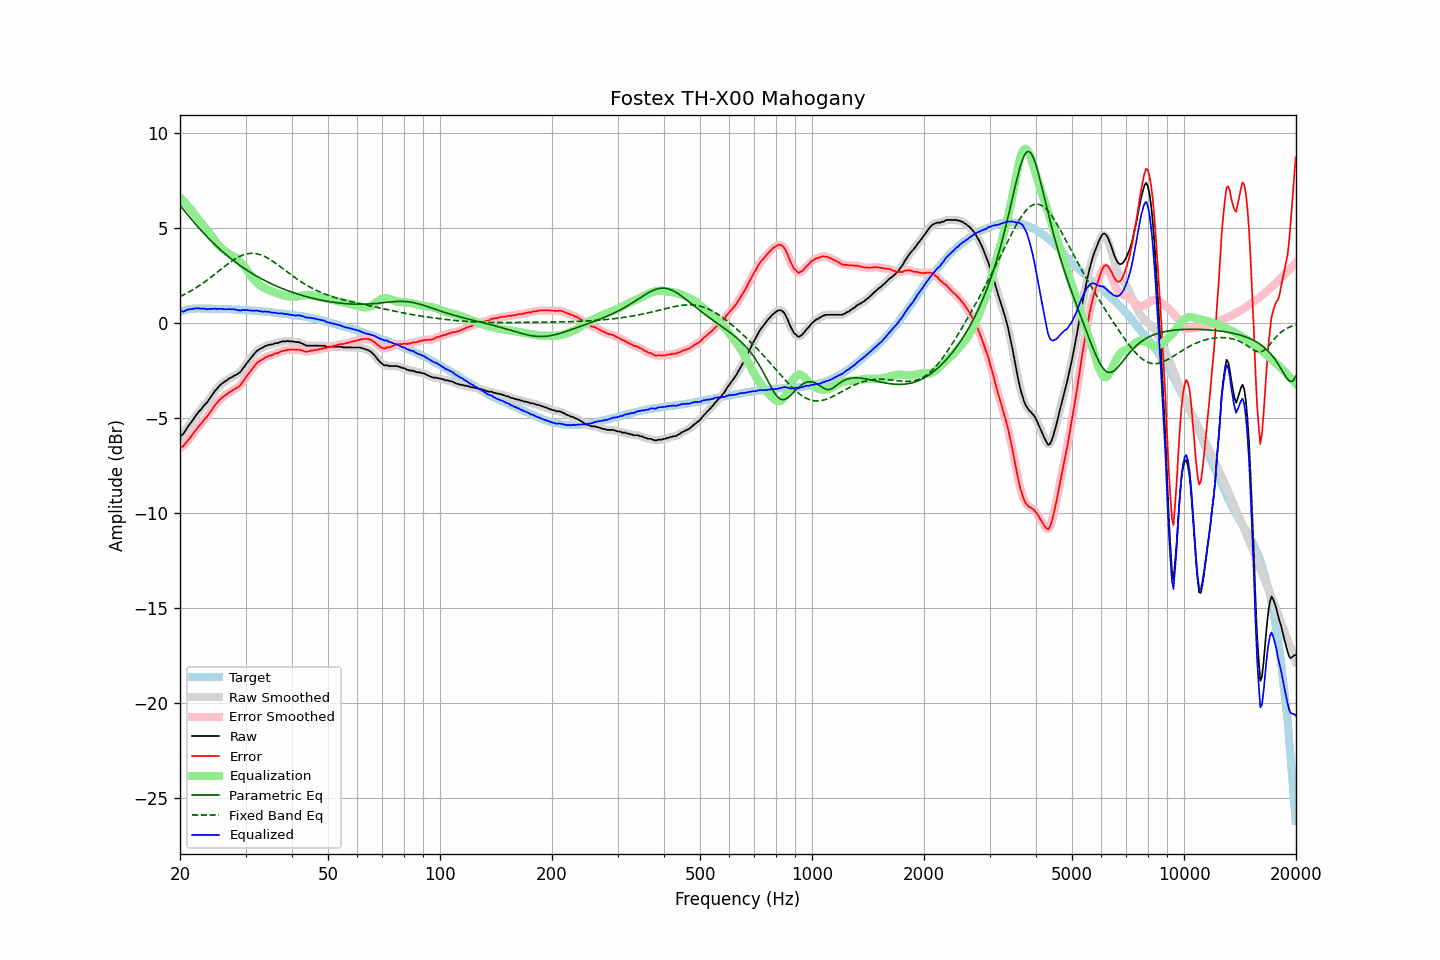 Fostex TH-X00 Mahogany
Amplitude (dBr)
10
5
0
−5
−10
−15
−20
−25
Target
Raw Smoothed
Error Smoothed
Raw
Error
Equalization
Parametric Eq
Fixed Band Eq
Equalized
20 50 100 200 500 1000 2000 5000 10000 20000
Frequency (Hz)